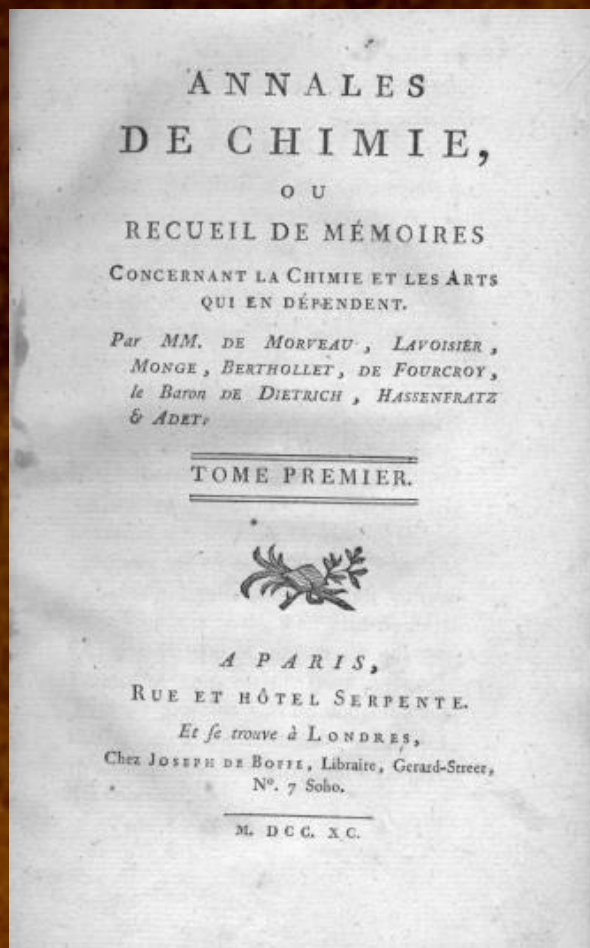 ANNALES
DE CHIMIE,
OU
RECUEIL DE MÉMOIRES
CONCERNANT LA CHIMIE ET LES ARTS
QUI EN DÉPENDENT.
Par MM. DE MORVEAU, LAVOISIER,
MONGE, BERTHOLLET, DE FOURCROY,
le Baron DE DIETRICH, HASSENFRATZ
& ADET.
TOME PREMIER.
A PARIS,
RUE ET HÔTEL SERPENTE.
Et ſe trouve à LONDRES,
Chez JOSEPH DE BOFFE, Libraire, Gerard-Street,
Nº. 7 Soho.
M. DCC. XC.